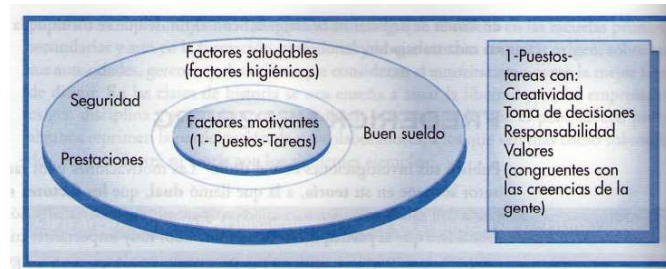 Factores saludables
(factores higiénicos)
Seguridad
Factores motivantes
(1- Puestos-Tareas)
Buen sueldo
Prestaciones
1-Puestos-
tareas con:
Creatividad
Toma de decisiones
Responsabilidad
Valores
(congruentes con
las creencias de la
gente)